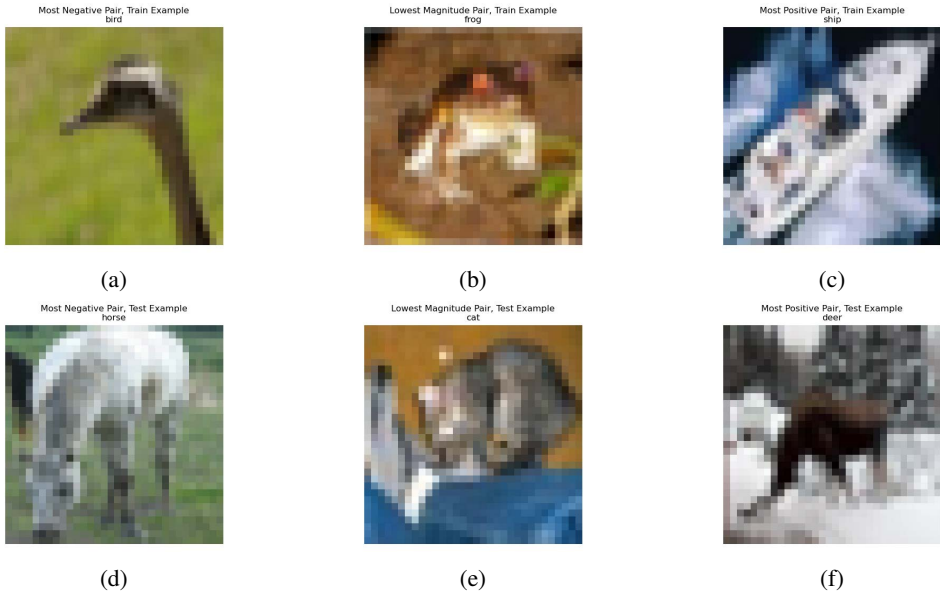 Most Negative Pair, Train Example
bird
Lowest Magnitude Pair, Train Example
frog
Most Positive Pair, Train Example
ship
(a)
(b)
(c)
Most Negative Pair, Test Example
horse
Lowest Magnitude Pair, Test Example
cat
Most Positive Pair, Test Example
deer
(d)
(e)
(f)